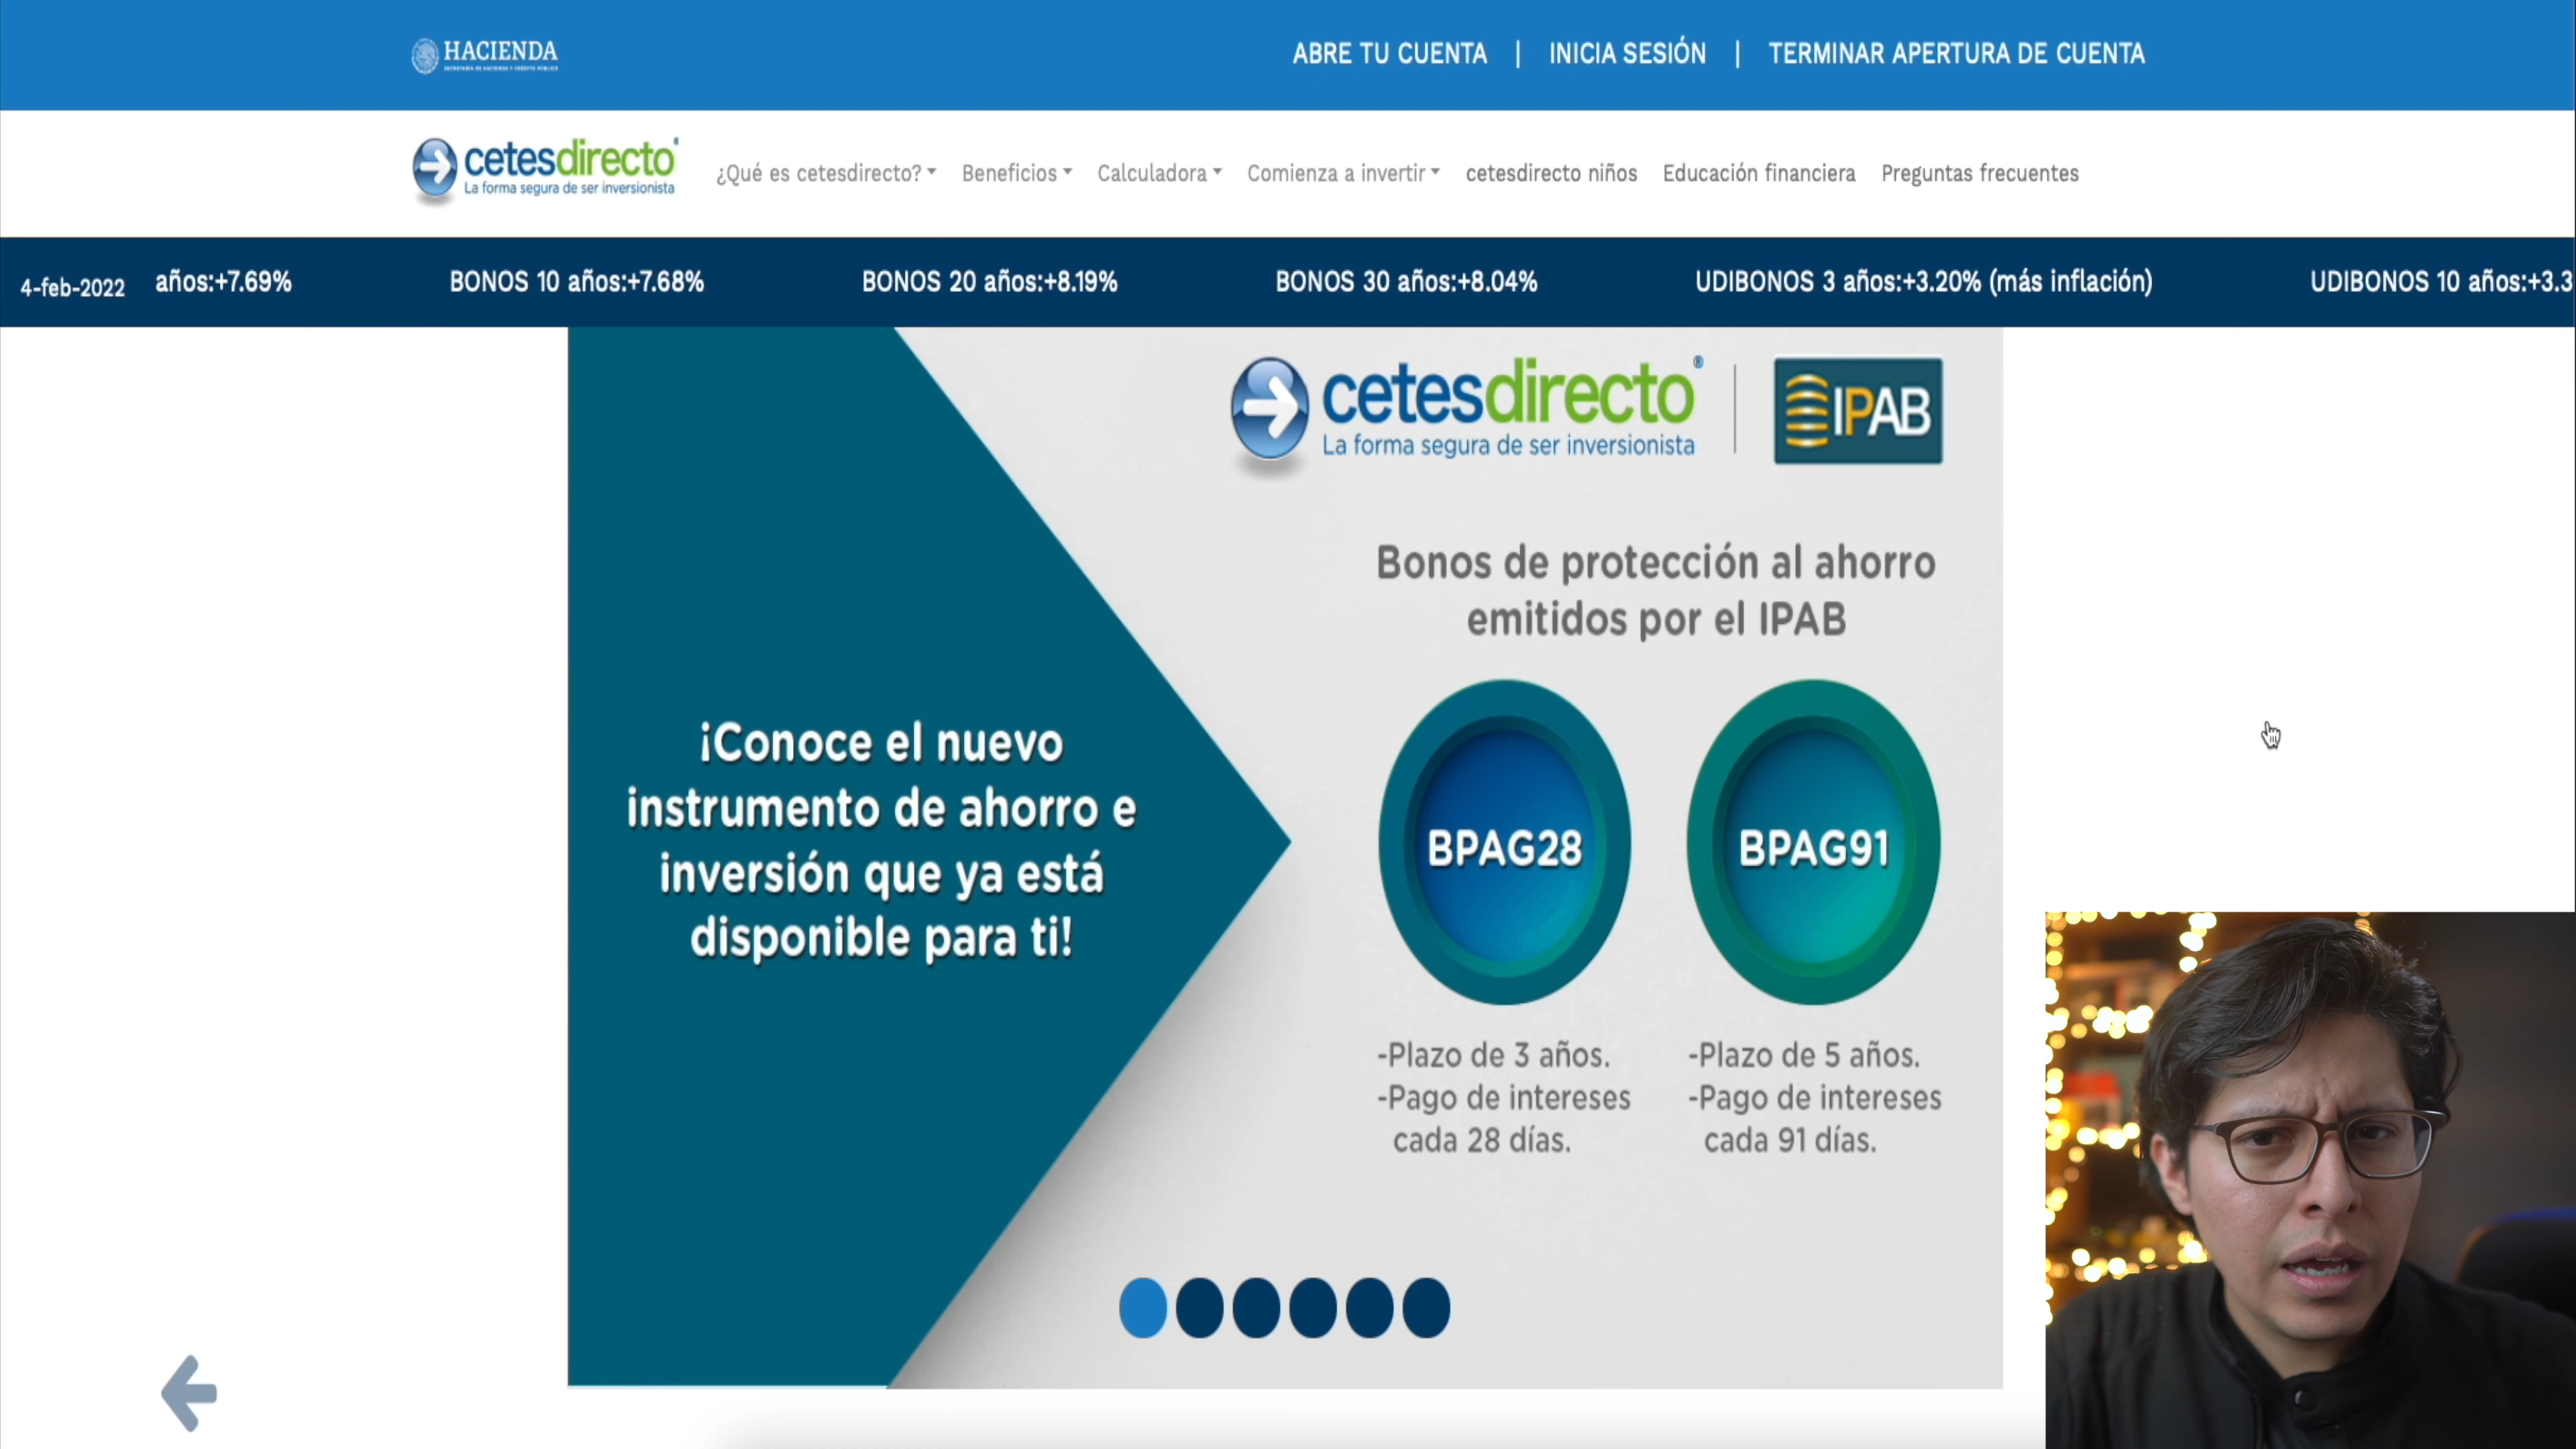 HACIENDA
SECRETARÍA DE HACIENDA Y CRÉDITO PÚBLICO
ABRE TU CUENTA | INICIA SESIÓN | TERMINAR APERTURA DE CUENTA
cetesdirecto
La forma segura de ser inversionista
¿Qué es cetesdirecto? Beneficios Calculadora Comienza a invertir cetesdirecto niños Educación financiera Preguntas frecuentes
4-feb-2022 años:+7.69% BONOS 10 años:+7.68% BONOS 20 años:+8.19% BONOS 30 años:+8.04% UDIBONOS 3 años:+3.20% (más inflación) UDIBONOS 10 años:+3.3
cetesdirecto®
La forma segura de ser inversionista
IPAB
Bonos de protección al ahorro
emitidos por el IPAB
¡Conoce el nuevo
instrumento de ahorro e
inversión que ya está
disponible para ti!
BPAG28
-Plazo de 3 años.
-Pago de intereses
cada 28 días.
BPAG91
-Plazo de 5 años.
-Pago de intereses
cada 91 días.